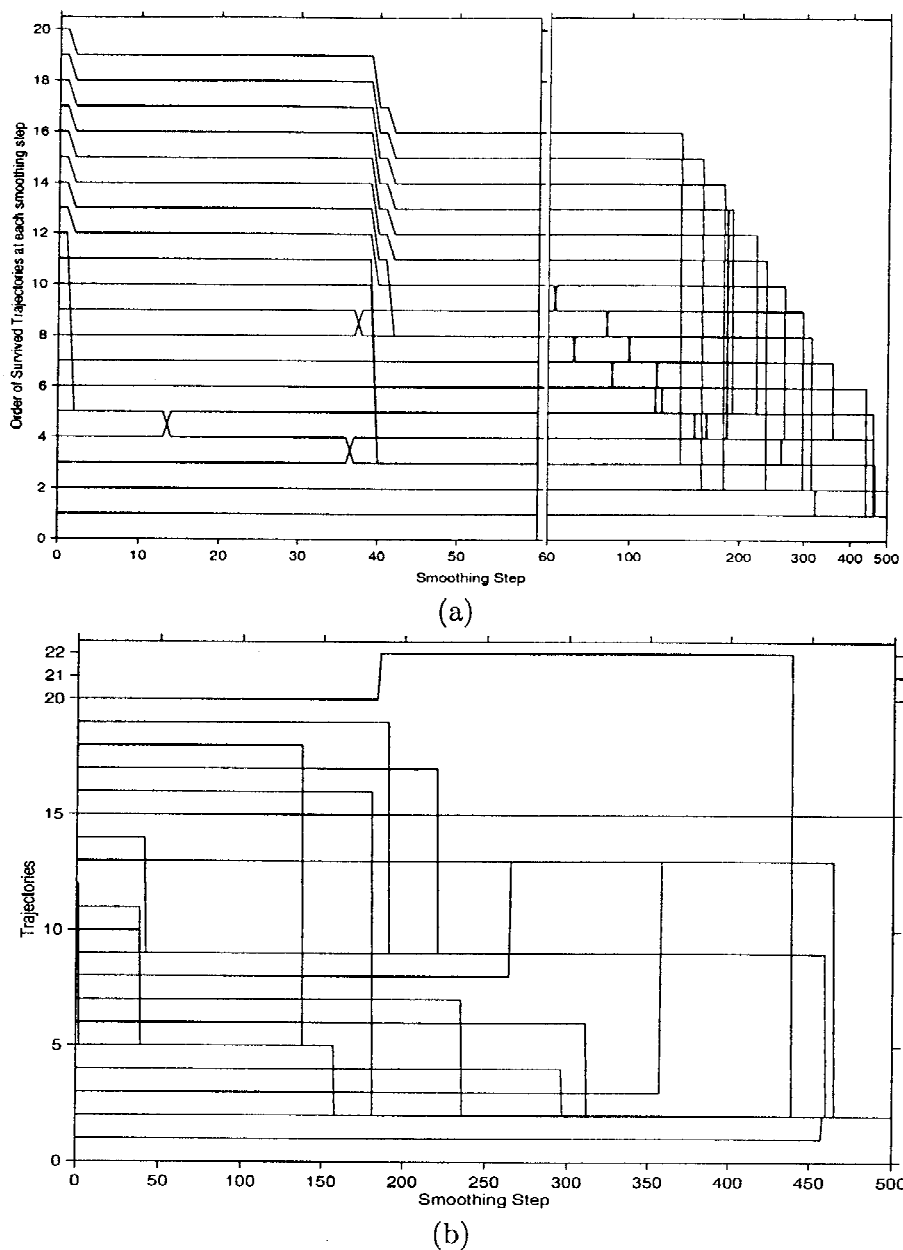 20
18
16
14
12
10
8
6
4
2
0
Order of Survived Trajectories at each smoothing step
0 10 20 30 40 50 60 100 200 300 400 500
Smoothing Step
(a)
22
21
20
15
10
5
0
Trajectories
0 50 100 150 200 250 300 350 400 450 500
Smoothing Step
(b)